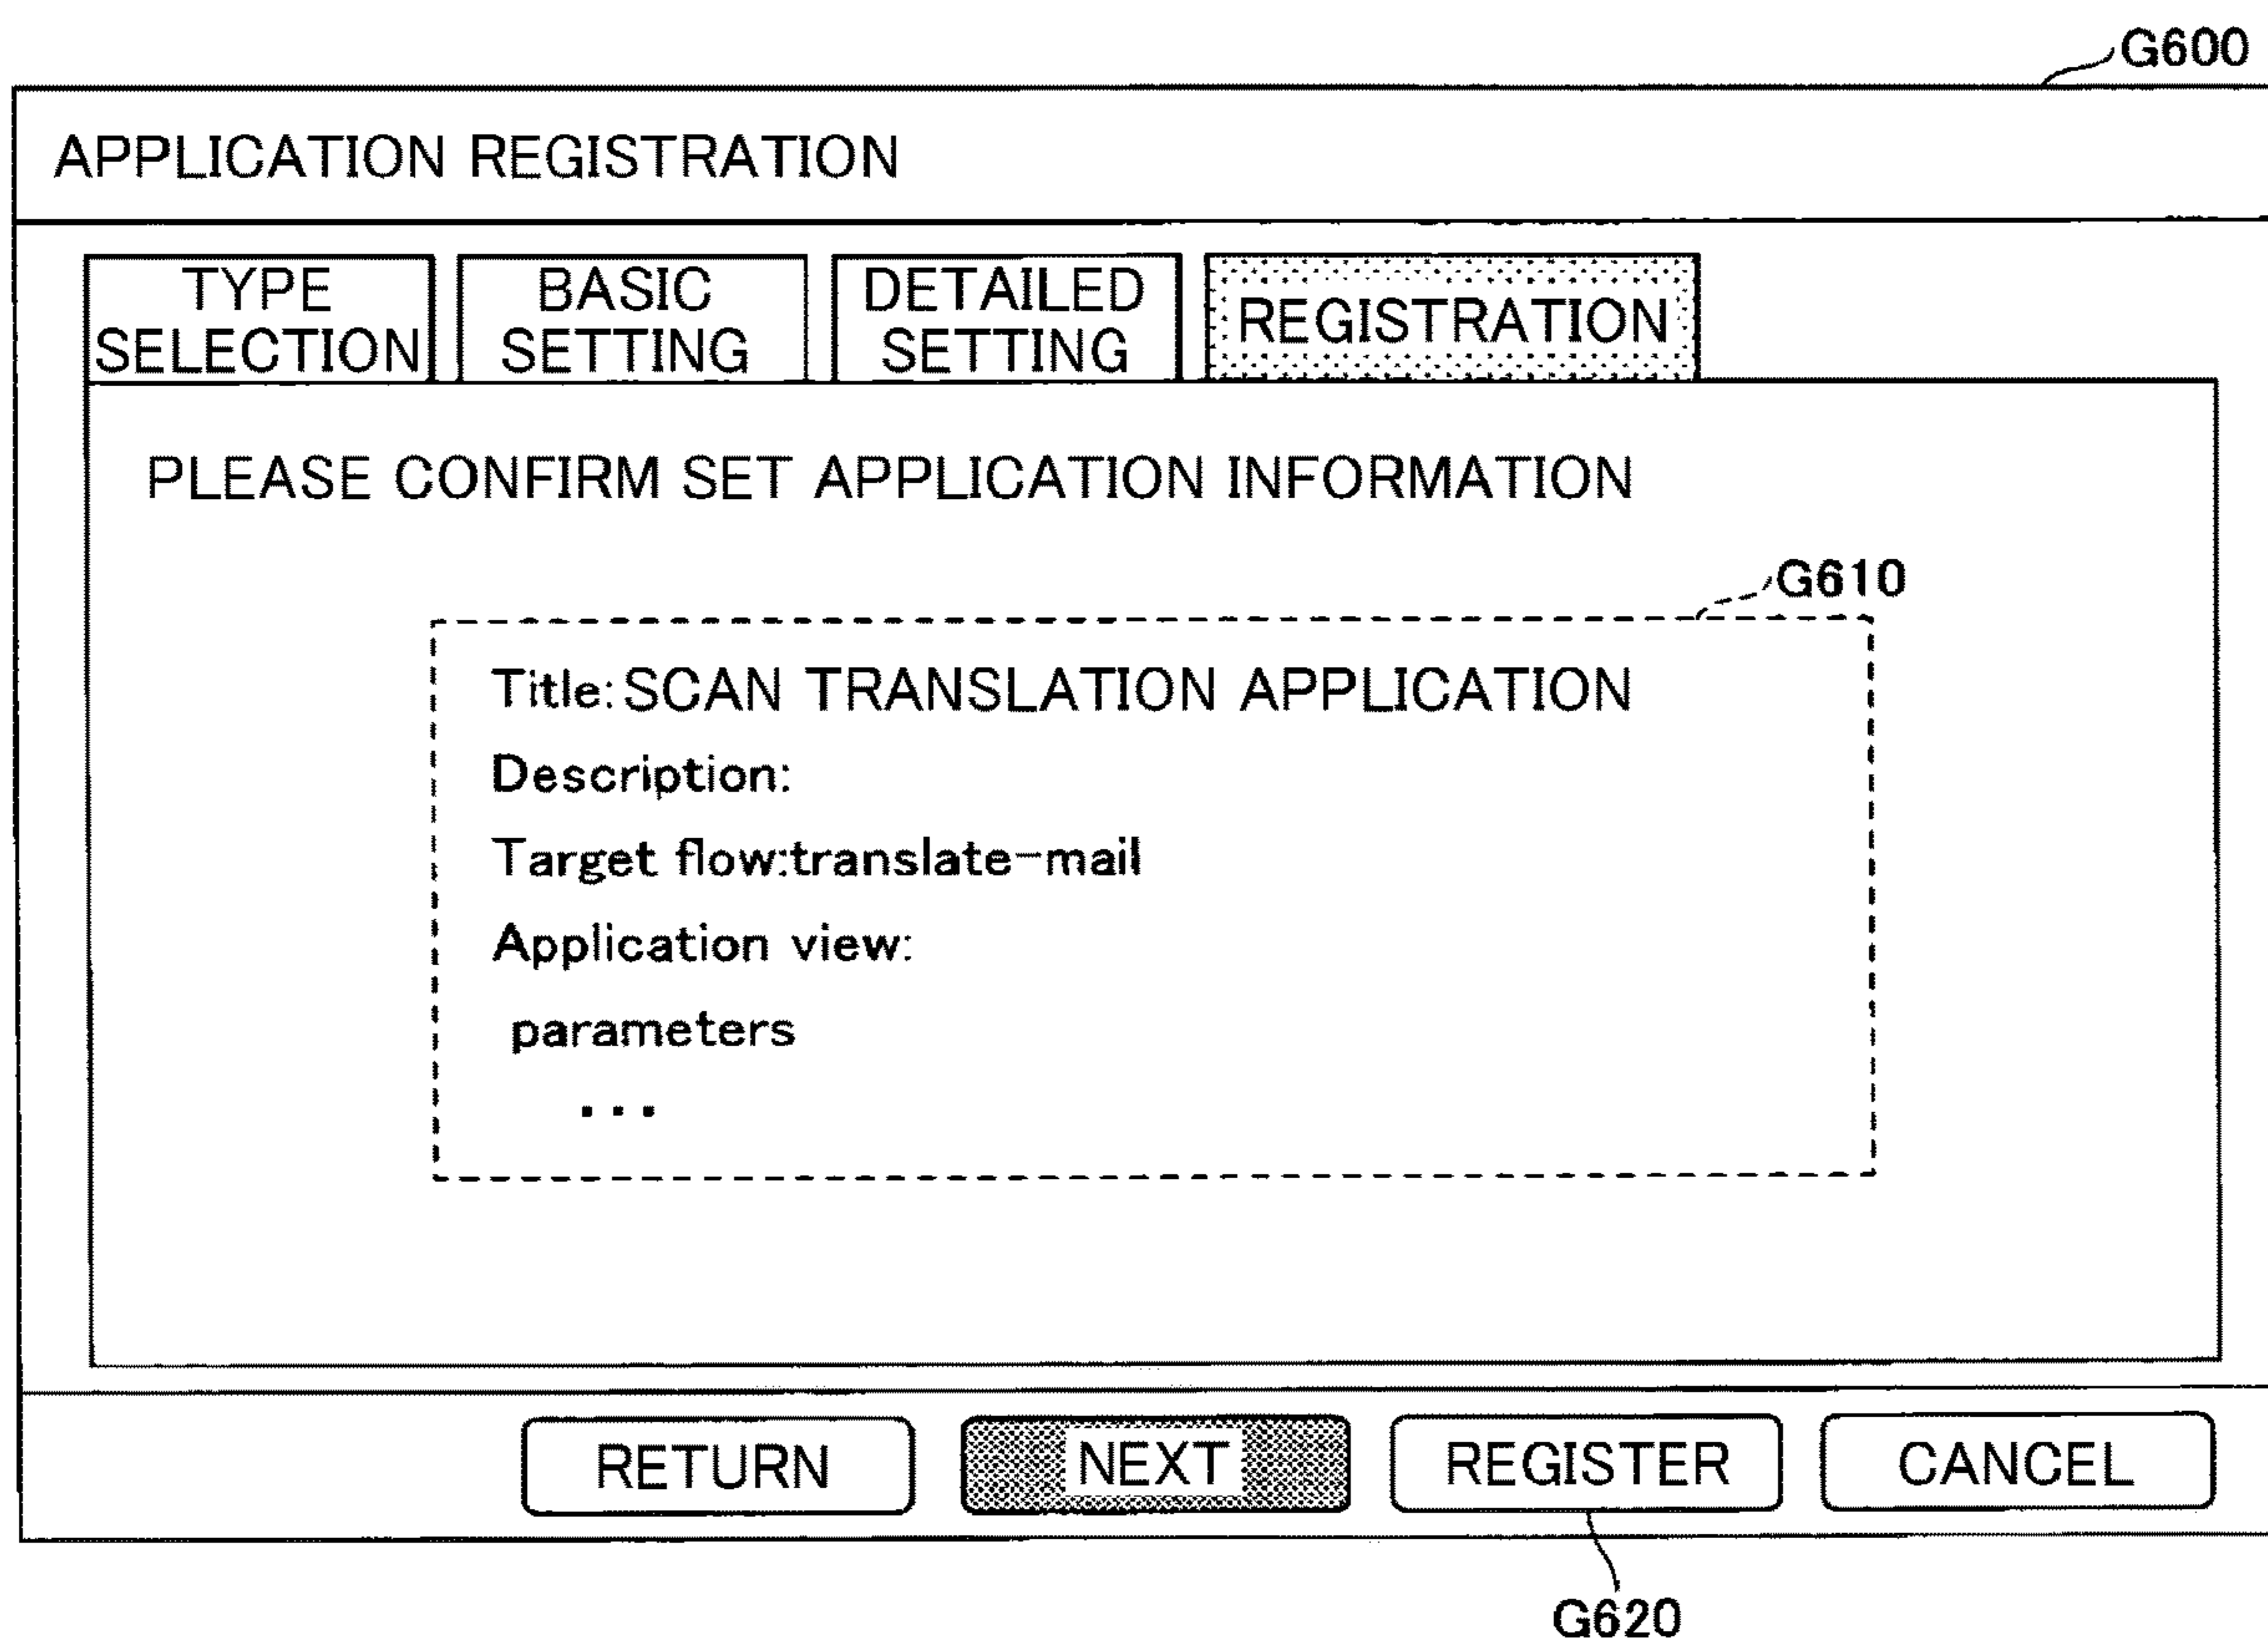 G600
APPLICATION REGISTRATION
TYPE SELECTION
BASIC SETTING
DETAILED SETTING
REGISTRATION
PLEASE CONFIRM SET APPLICATION INFORMATION
G610
Title:SCAN TRANSLATION APPLICATION
Description:
Target flow:translate-mail
Application view:
parameters
...
RETURN
NEXT
REGISTER
CANCEL
G620